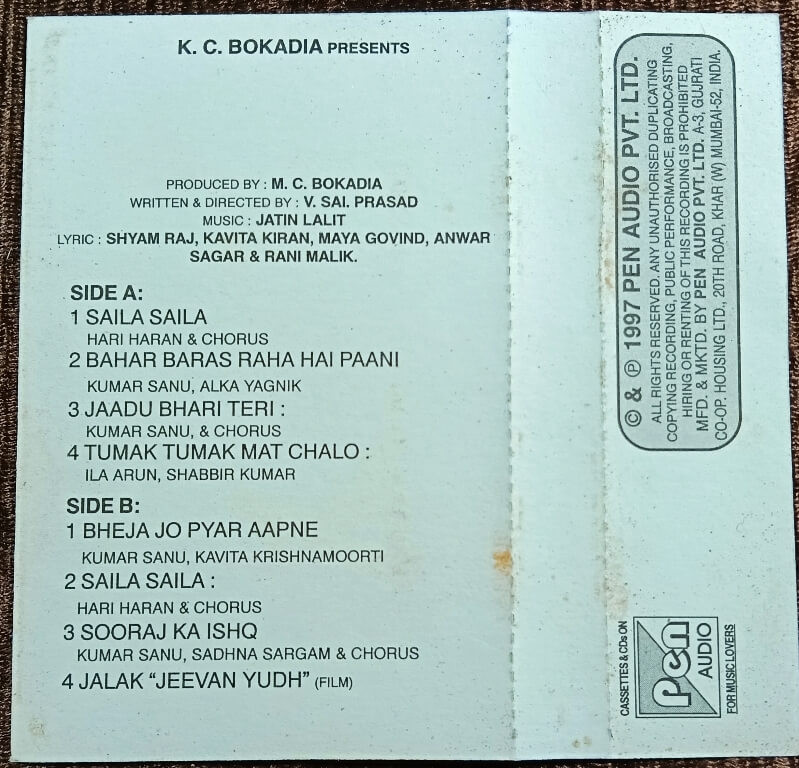 K. C. BOKADIA PRESENTS
PRODUCED BY : M. C. BOKADIA
WRITTEN & DIRECTED BY : V. SAI. PRASAD
MUSIC : JATIN LALIT
LYRIC : SHYAM RAJ, KAVITA KIRAN, MAYA GOVIND, ANWAR
SAGAR & RANI MALIK.
SIDE A:
1 SAILA SAILA
HARI HARAN & CHORUS
2 BAHAR BARAS RAHA HAI PAANI
KUMAR SANU, ALKA YAGNIK
3 JAADU BHARI TERI :
KUMAR SANU, & CHORUS
4 TUMAK TUMAK MAT CHALO :
ILA ARUN, SHABBIR KUMAR
SIDE B:
1 BHEJA JO PYAR AAPNE
KUMAR SANU, KAVITA KRISHNAMOORTI
2 SAILA SAILA :
HARI HARAN & CHORUS
3 SOORAJ KA ISHQ
KUMAR SANU, SADHNA SARGAM & CHORUS
4 JALAK “JEEVAN YUDH” (FILM)
© & ℗ 1997 PEN AUDIO PVT. LTD.
ALL RIGHTS RESERVED. ANY UNAUTHORISED DUPLICATING
COPYING RECORDING, PUBLIC PERFORMANCE, BROADCASTING,
HIRING OR RENTING OF THIS RECORDING IS PROHIBITED
MFD. & MKTD. BY PEN AUDIO PVT. LTD. A-3, GUJRATI
CO-OP. HOUSING LTD., 20TH ROAD, KHAR (W) MUMBAI-52, INDIA.
CASSETTES & CDs ON
Pen
AUDIO
FOR MUSIC LOVERS